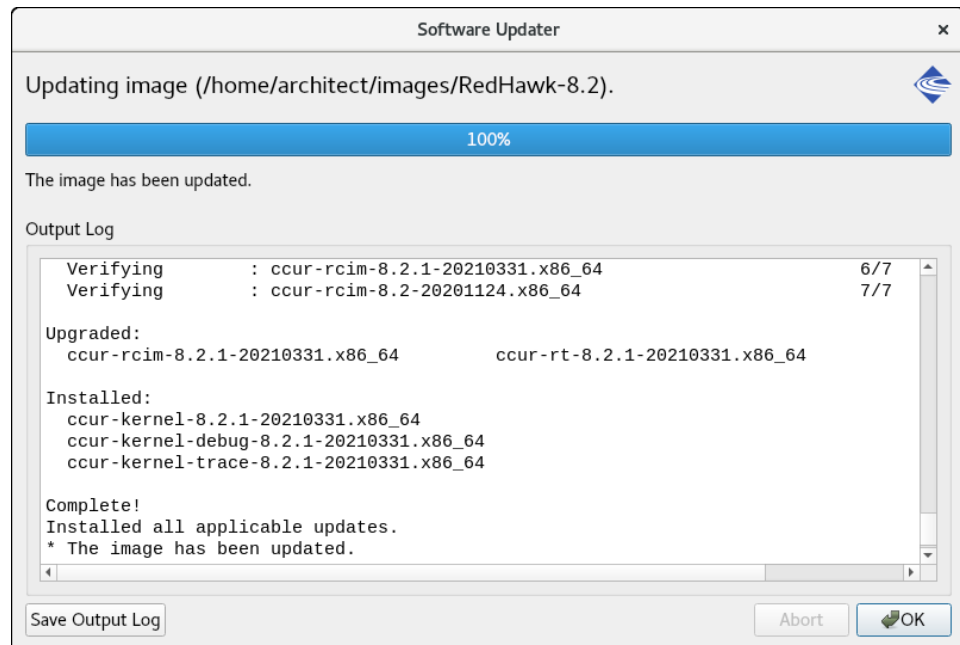 Software Updater ×
Updating image (/home/architect/images/RedHawk-8.2).
100%
The image has been updated.
Output Log
Verifying : ccur-rcim-8.2.1-20210331.x86_64 6/7
Verifying : ccur-rcim-8.2-20201124.x86_64 7/7
Upgraded:
ccur-rcim-8.2.1-20210331.x86_64 ccur-rt-8.2.1-20210331.x86_64
Installed:
ccur-kernel-8.2.1-20210331.x86_64
ccur-kernel-debug-8.2.1-20210331.x86_64
ccur-kernel-trace-8.2.1-20210331.x86_64
Complete!
Installed all applicable updates.
* The image has been updated.
Save Output Log Abort OK